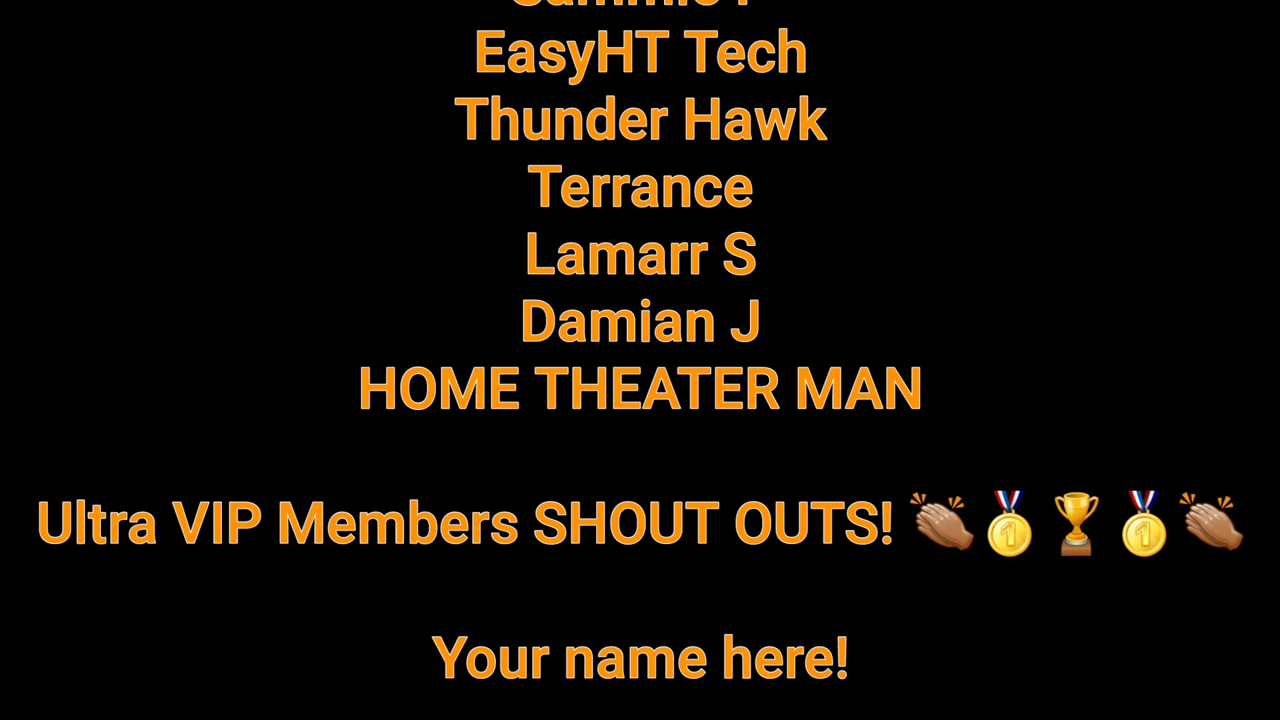 EasyHT Tech
Thunder Hawk
Terrance
Lamarr S
Damian J
HOME THEATER MAN
Ultra VIP Members SHOUT OUTS! 👏🏽🥇🏆🥇👏🏽
Your name here!